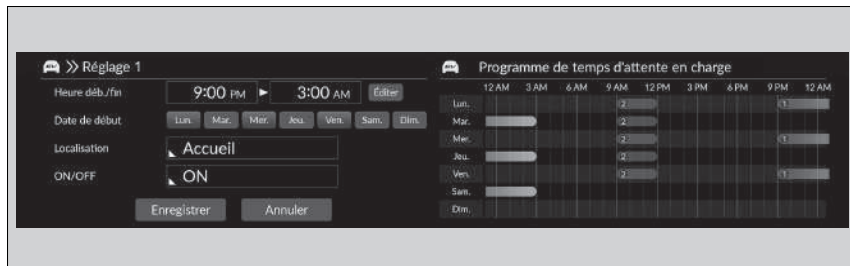 Réglage 1
Heure déb./fin 9:00 PM 3:00 AM Éditer
Date de début Lun. Mar. Mer. Jeu. Ven. Sam. Dim.
Localisation Accueil
ON/OFF ON
Enregistrer Annuler
Programme de temps d'attente en charge
12 AM 3 AM 6 AM 9 AM 12 PM 3 PM 6 PM 9 PM 12 AM
Lun. 2 1
Mar. 2
Mer. 2 1
Jeu. 2
Ven. 2 1
Sam.
Dim.